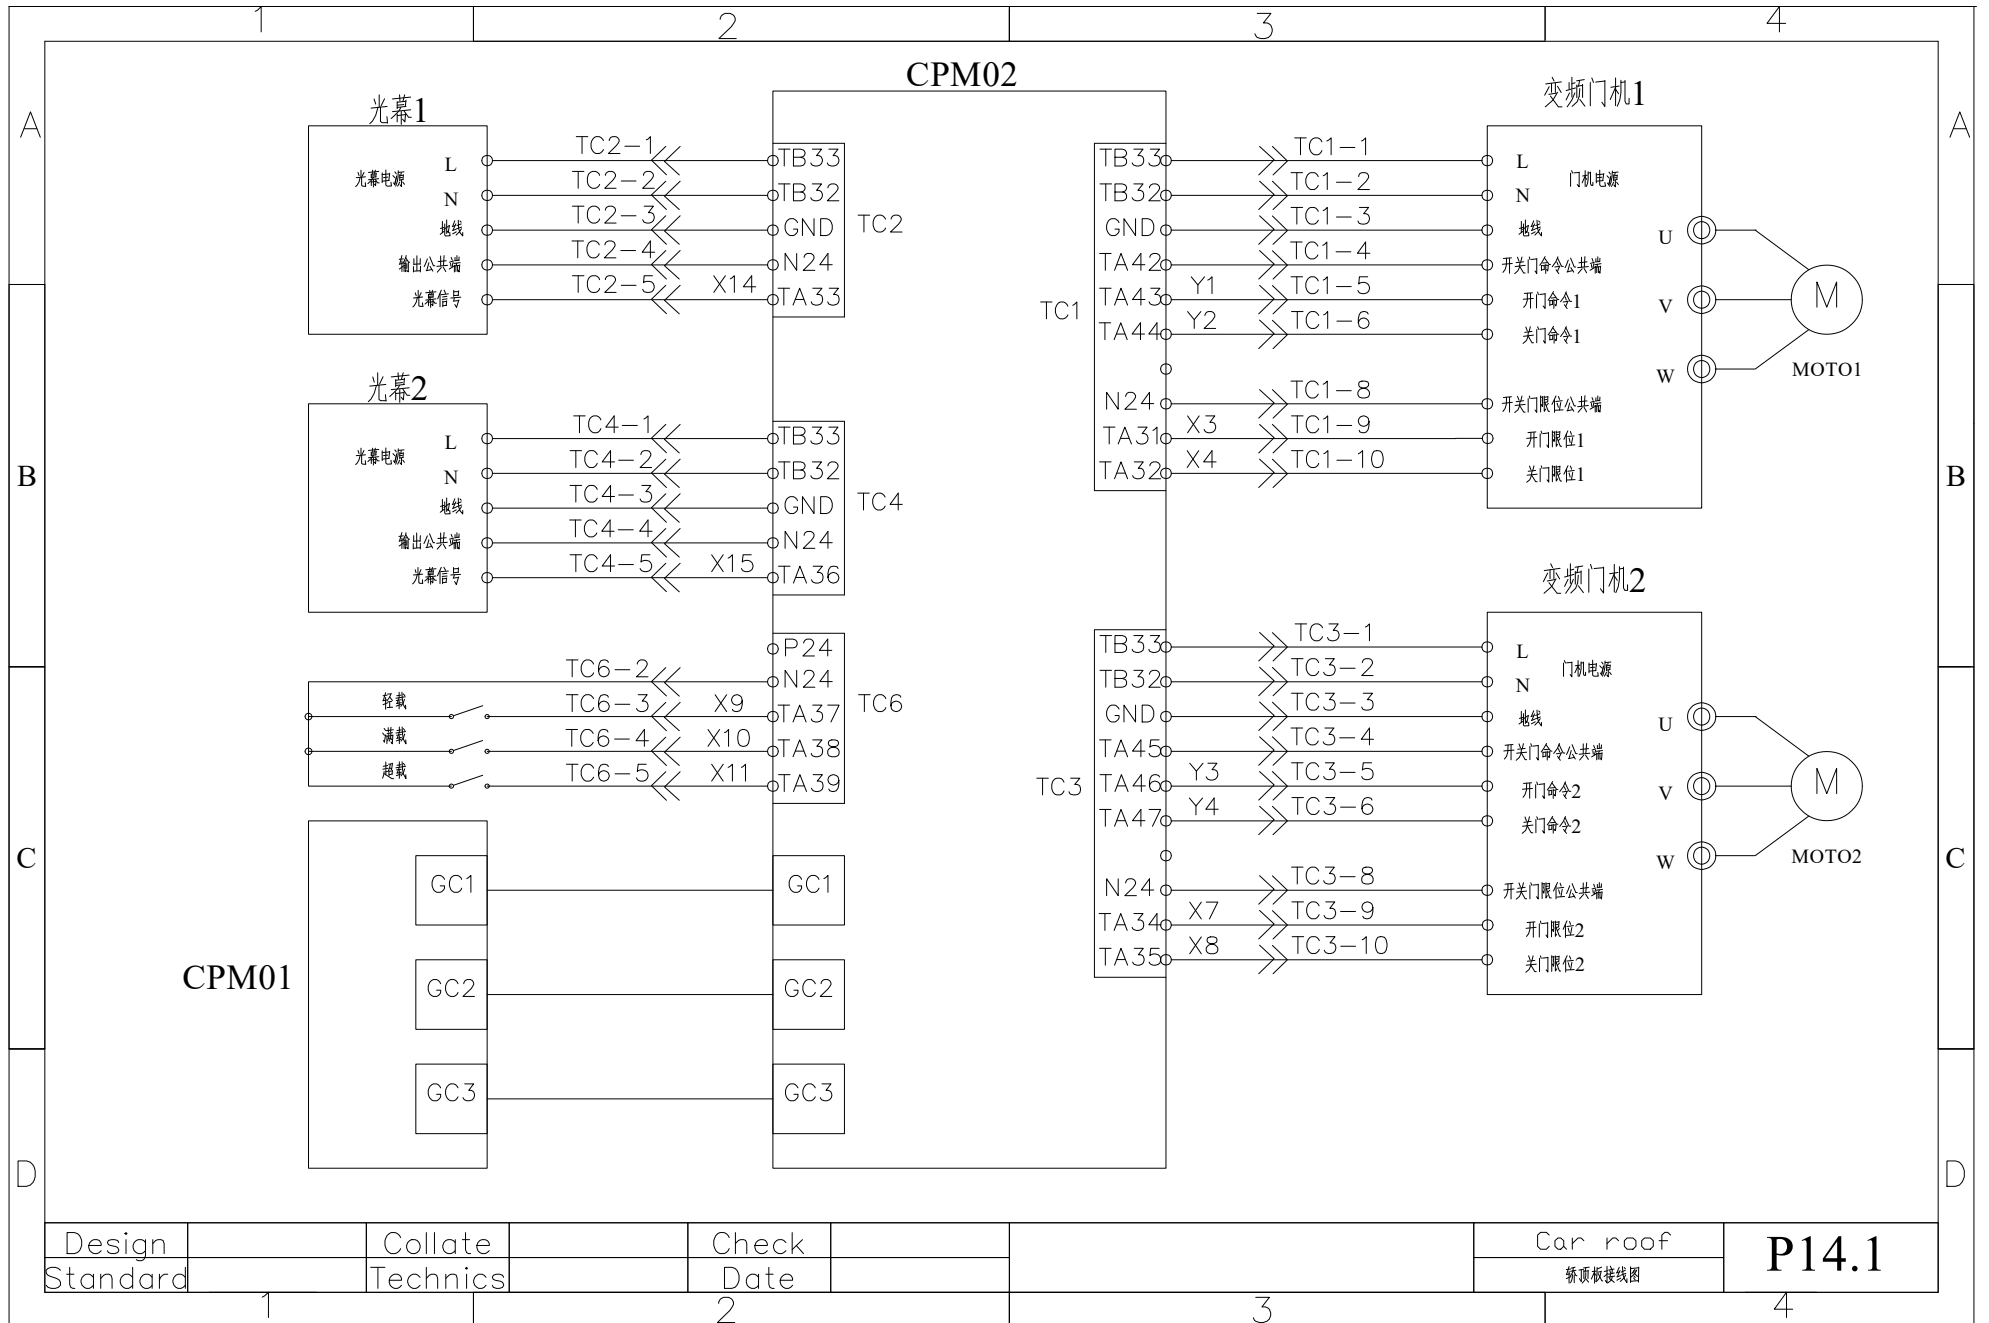 1 2 3 4
A A
B B
C C
D D
CPM02
光幕1
光幕电源
L
N
地线
输出公共端
光幕信号
TC2-1
TC2-2
TC2-3
TC2-4
TC2-5 X14
TB33
TB32
GND
N24
TA33
TC2
光幕2
光幕电源
L
N
地线
输出公共端
光幕信号
TC4-1
TC4-2
TC4-3
TC4-4
TC4-5 X15
TB33
TB32
GND
N24
TA36
TC4
轻载
满载
超载
TC6-2
TC6-3 X9
TC6-4 X10
TC6-5 X11
P24
N24
TA37
TA38
TA39
TC6
CPM01
GC1 GC1
GC2 GC2
GC3 GC3
变频门机1
TC1
TB33 TC1-1 L
TB32 TC1-2 N
门机电源
GND TC1-3 地线
TA42 TC1-4 开关门命令公共端
TA43 Y1 TC1-5 开门命令1
TA44 Y2 TC1-6 关门命令1
N24 TC1-8 开关门限位公共端
TA31 X3 TC1-9 开门限位1
TA32 X4 TC1-10 关门限位1
U
V
W
M
MOTO1
变频门机2
TC3
TB33 TC3-1 L
TB32 TC3-2 N
门机电源
GND TC3-3 地线
TA45 TC3-4 开关门命令公共端
TA46 Y3 TC3-5 开门命令2
TA47 Y4 TC3-6 关门命令2
N24 TC3-8 开关门限位公共端
TA34 X7 TC3-9 开门限位2
TA35 X8 TC3-10 关门限位2
U
V
W
M
MOTO2
Design Collate Check Car roof P14.1
Standard Technics Date 轿顶板接线图
1 2 3 4